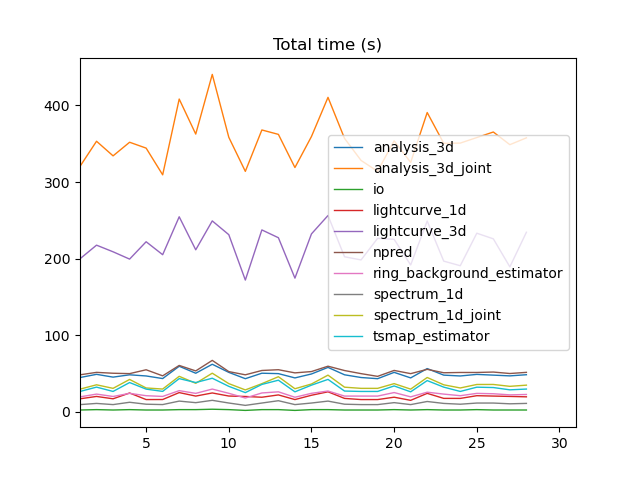 Total time (s)
400
300
200
100
0
analysis_3d
analysis_3d_joint
io
lightcurve_1d
lightcurve_3d
npred
ring_background_estimator
spectrum_1d
spectrum_1d_joint
tsmap_estimator
5 10 15 20 25 30